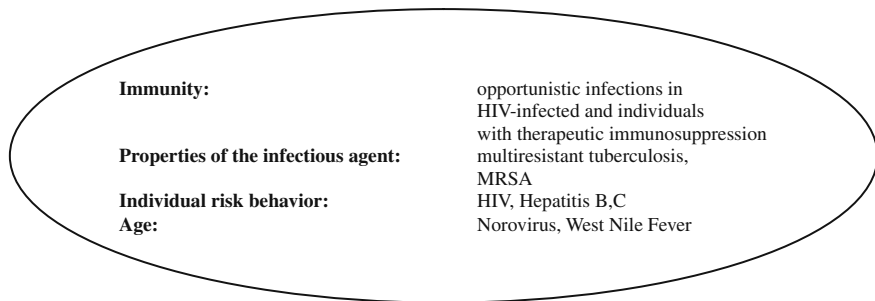 Immunity: opportunistic infections in
HIV-infected and individuals
with therapeutic immunosuppression
Properties of the infectious agent: multiresistant tuberculosis,
MRSA
Individual risk behavior: HIV, Hepatitis B,C
Age: Norovirus, West Nile Fever